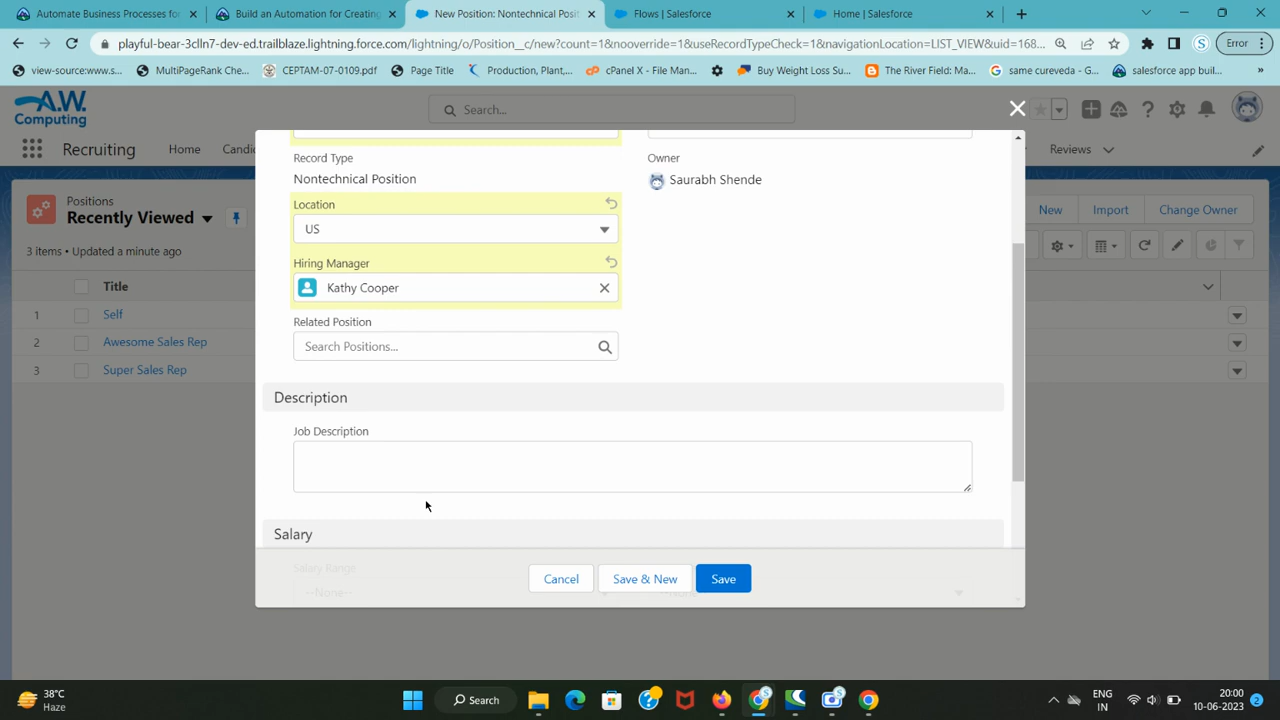 Automate Business Processes for
Build an Automation for Creating
New Position: Nontechnical Posit
Flows | Salesforce
Home | Salesforce
playful-bear-3clln7-dev-ed.trailblaze.lightning.force.com/lightning/o/Position__c/new?count=1&nooverride=1&useRecordTypeCheck=1&navigationLocation=LIST_VIEW&uid=168...
Error
view-source:www.s...
MultiPageRank Che...
CEPTAM-07-0109.pdf
Page Title
Production, Plant,...
cPanel X - File Man...
Buy Weight Loss Su...
The River Field: Ma...
same cureveda - G...
salesforce app buil...
»
A.W.
Computing
Search...
Recruiting
Home
Candi
Reviews
Positions
Recently Viewed
3 items • Updated a minute ago
New
Import
Change Owner
Title
1 Self
2 Awesome Sales Rep
3 Super Sales Rep
Record Type
Nontechnical Position
Owner
Saurabh Shende
Location
US
Hiring Manager
Kathy Cooper
Related Position
Search Positions...
Description
Job Description
Salary
Salary Range
--None--
--None--
Cancel
Save & New
Save
38°C
Haze
Search
ENG
IN
20:00
10-06-2023
2